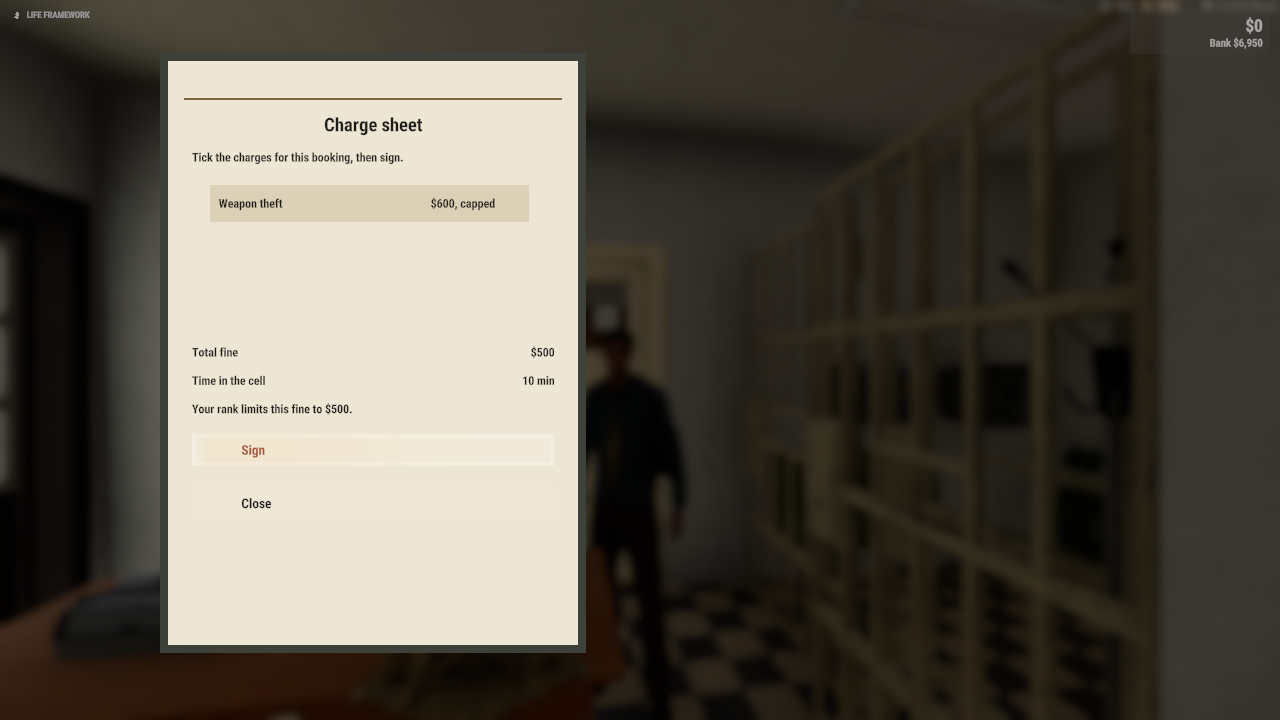 LIFE FRAMEWORK
$0
Bank $6,950
Charge sheet
Tick the charges for this booking, then sign.
Weapon theft $600, capped
Total fine $500
Time in the cell 10 min
Your rank limits this fine to $500.
Sign
Close